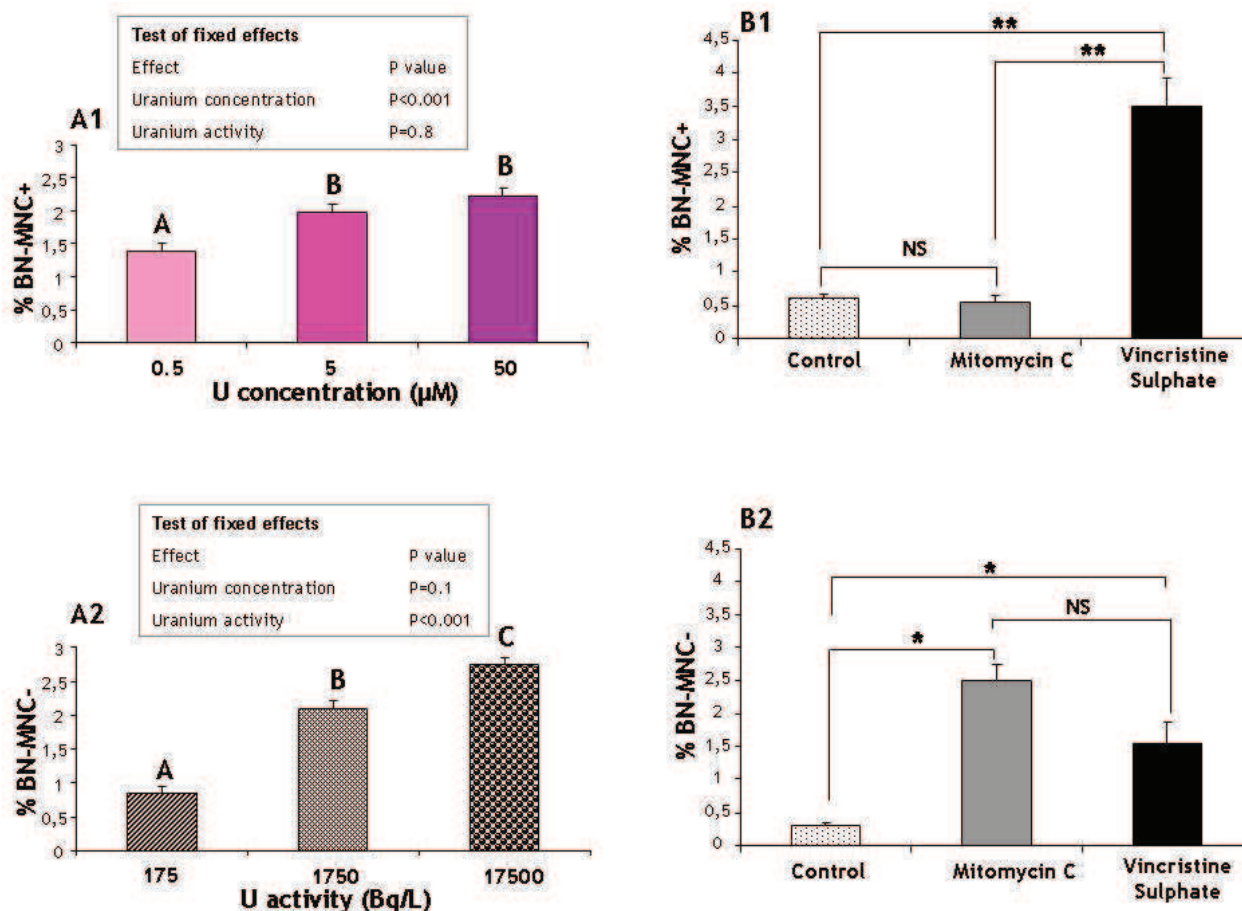 Test of fixed effects
Effect P value
Uranium concentration P<0.001
Uranium activity P=0.8
A1
% BN-MNC+
3
2,5
2
1,5
1
0,5
0
A
B
B
0.5 5 50
U concentration (µM)
B1
% BN-MNC+
4,5
4
3,5
3
2,5
2
1,5
1
0,5
0
**
**
NS
Control Mitomycin C Vincristine
Sulphate
Test of fixed effects
Effect P value
Uranium concentration P=0.1
Uranium activity P<0.001
A2
% BN-MNC-
3
2,5
2
1,5
1
0,5
0
A
B
C
175 1750 17500
U activity (Bq/L)
B2
% BN-MNC-
4,5
4
3,5
3
2,5
2
1,5
1
0,5
0
*
NS
*
Control Mitomycin C Vincristine
Sulphate